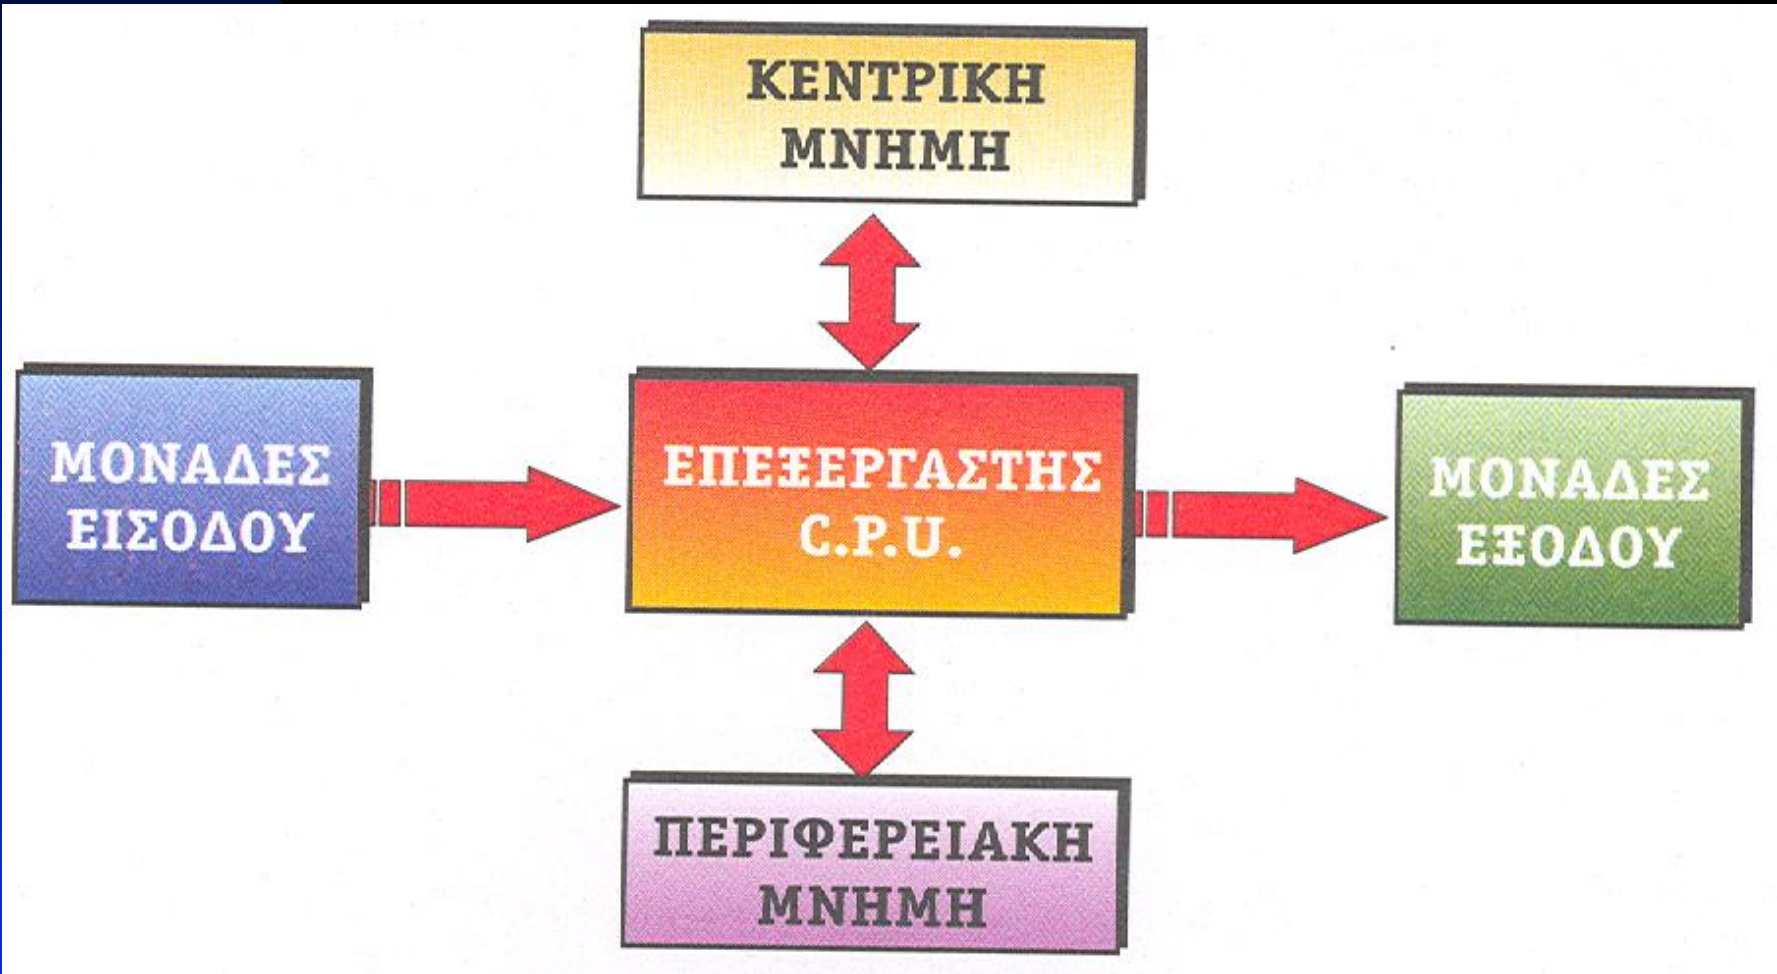 ΚΕΝΤΡΙΚΗ
ΜΝΗΜΗ
ΜΟΝΑΔΕΣ
ΕΙΣΟΔΟΥ
ΕΠΕΞΕΡΓΑΣΤΗΣ
C.P.U.
ΜΟΝΑΔΕΣ
ΕΞΟΔΟΥ
ΠΕΡΙΦΕΡΕΙΑΚΗ
ΜΝΗΜΗ